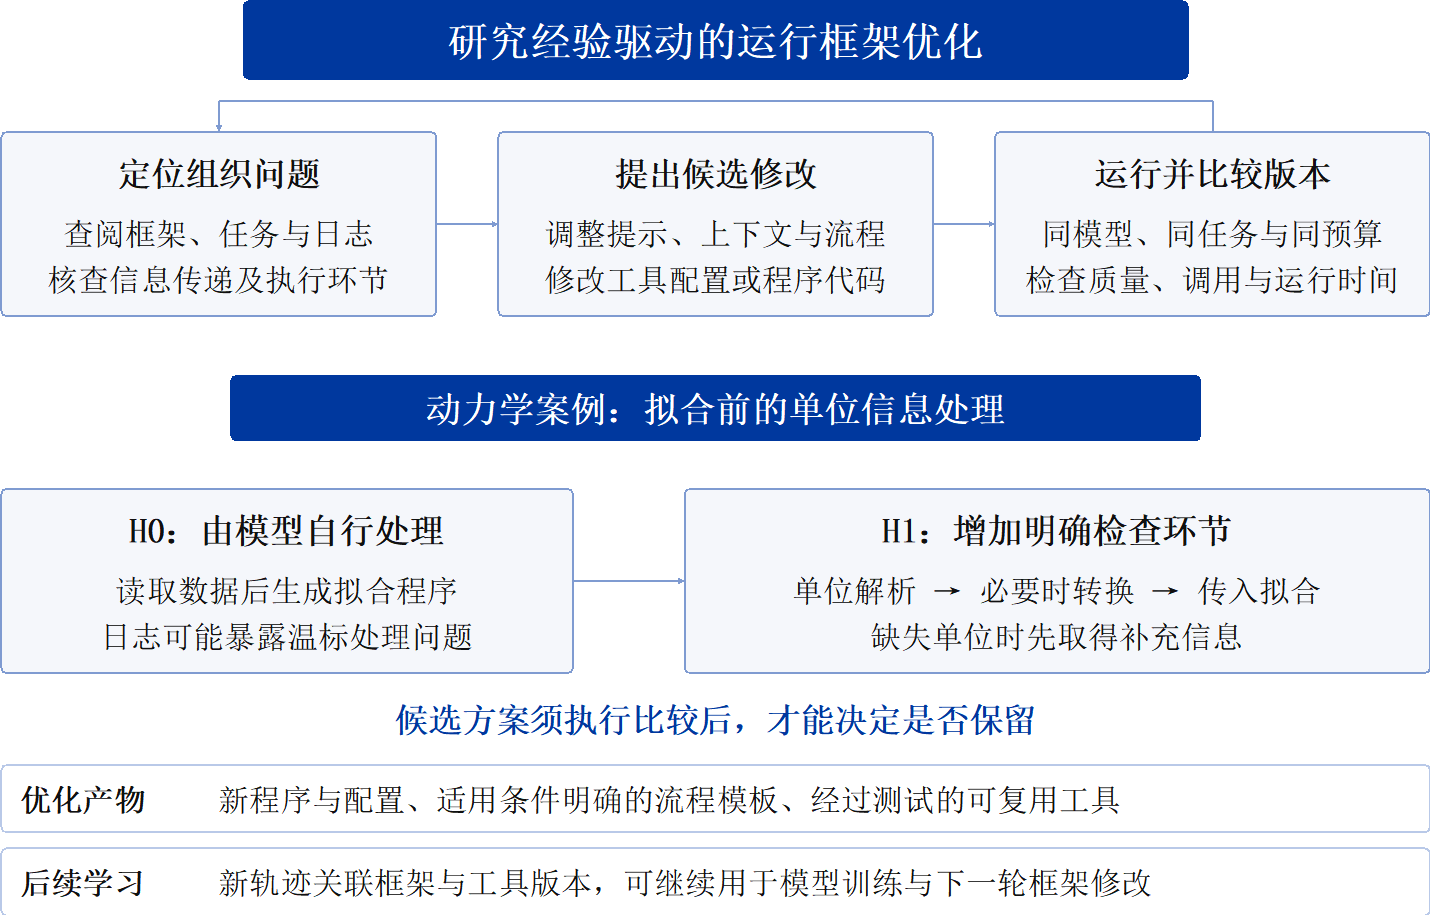 研究经验驱动的运行框架优化
定位组织问题
查阅框架、任务与日志
核查信息传递及执行环节
提出候选修改
调整提示、上下文与流程
修改工具配置或程序代码
运行并比较版本
同模型、同任务与同预算
检查质量、调用与运行时间
动力学案例：拟合前的单位信息处理
H0：由模型自行处理
读取数据后生成拟合程序
日志可能暴露温标处理问题
H1：增加明确检查环节
单位解析 → 必要时转换 → 传入拟合
缺失单位时先取得补充信息
候选方案须执行比较后，才能决定是否保留
优化产物 新程序与配置、适用条件明确的流程模板、经过测试的可复用工具
后续学习 新轨迹关联框架与工具版本，可继续用于模型训练与下一轮框架修改